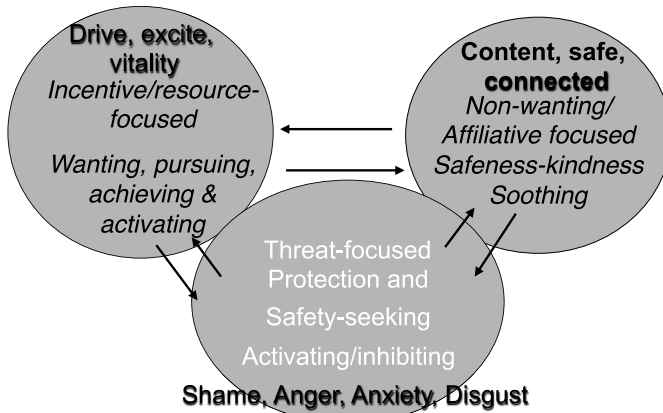 Drive, excite,
vitality
Incentive/resource-
focused
Wanting, pursuing,
achieving &
activating
Content, safe,
connected
Non-wanting/
Affiliative focused
Safeness-kindness
Soothing
Threat-focused
Protection and
Safety-seeking
Activating/inhibiting
Shame, Anger, Anxiety, Disgust